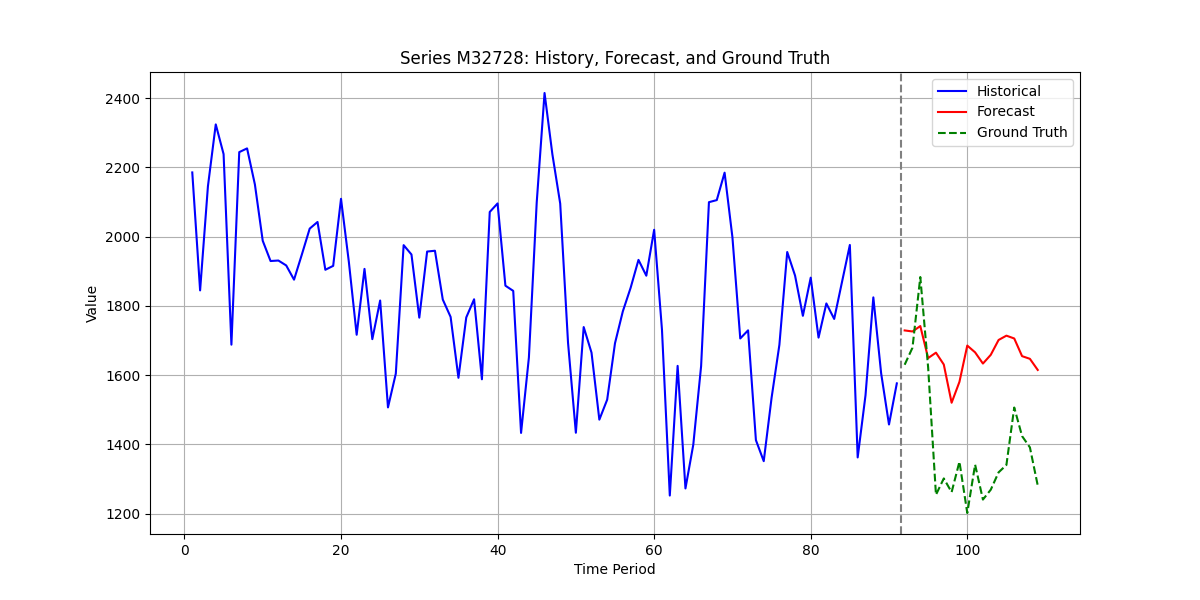 Series M32728: History, Forecast, and Ground Truth
Historical
Forecast
Ground Truth
Value
2400
2200
2000
1800
1600
1400
1200
0
20
40
60
80
100
Time Period